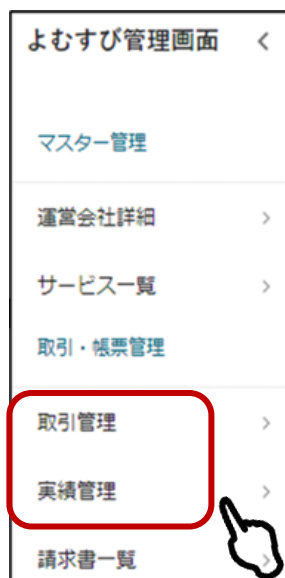 よむすび管理画面
マスター管理
運営会社詳細
サービス一覧
取引・帳票管理
取引管理
実績管理
請求書一覧